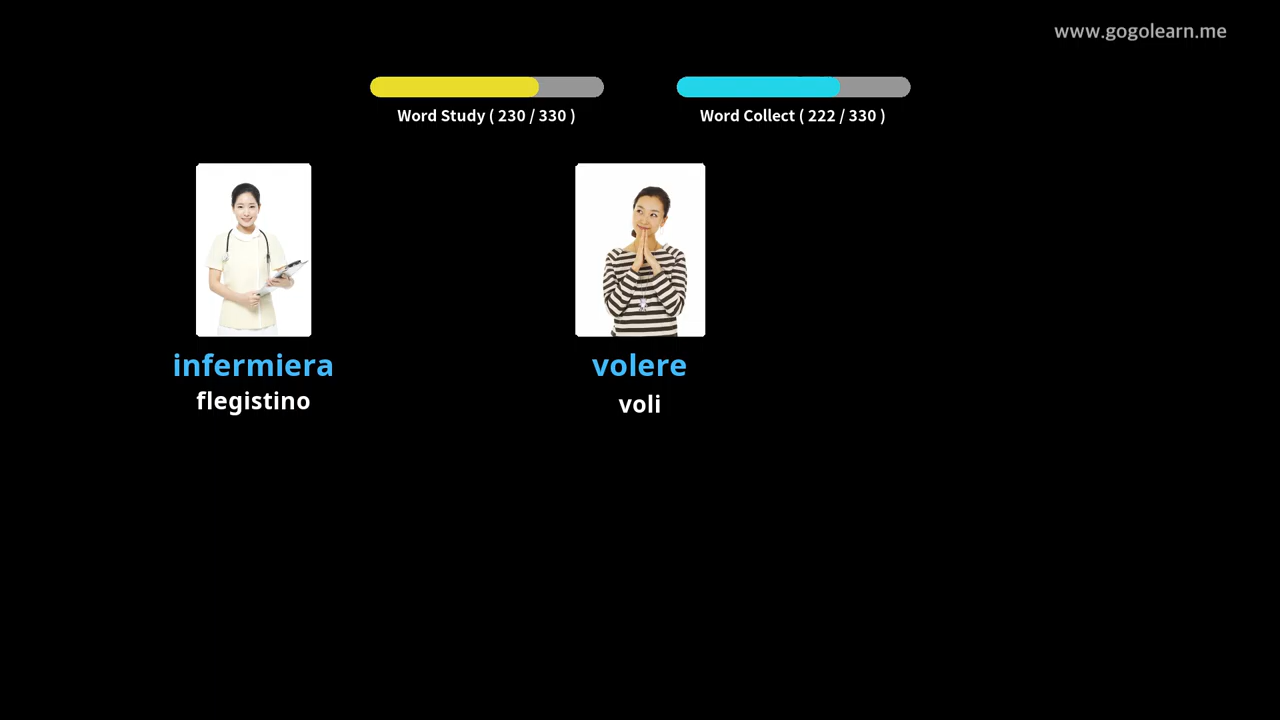 www.gogolearn.me
Word Study ( 230 / 330 )
Word Collect ( 222 / 330 )
infermiera
flegistino
volere
voli